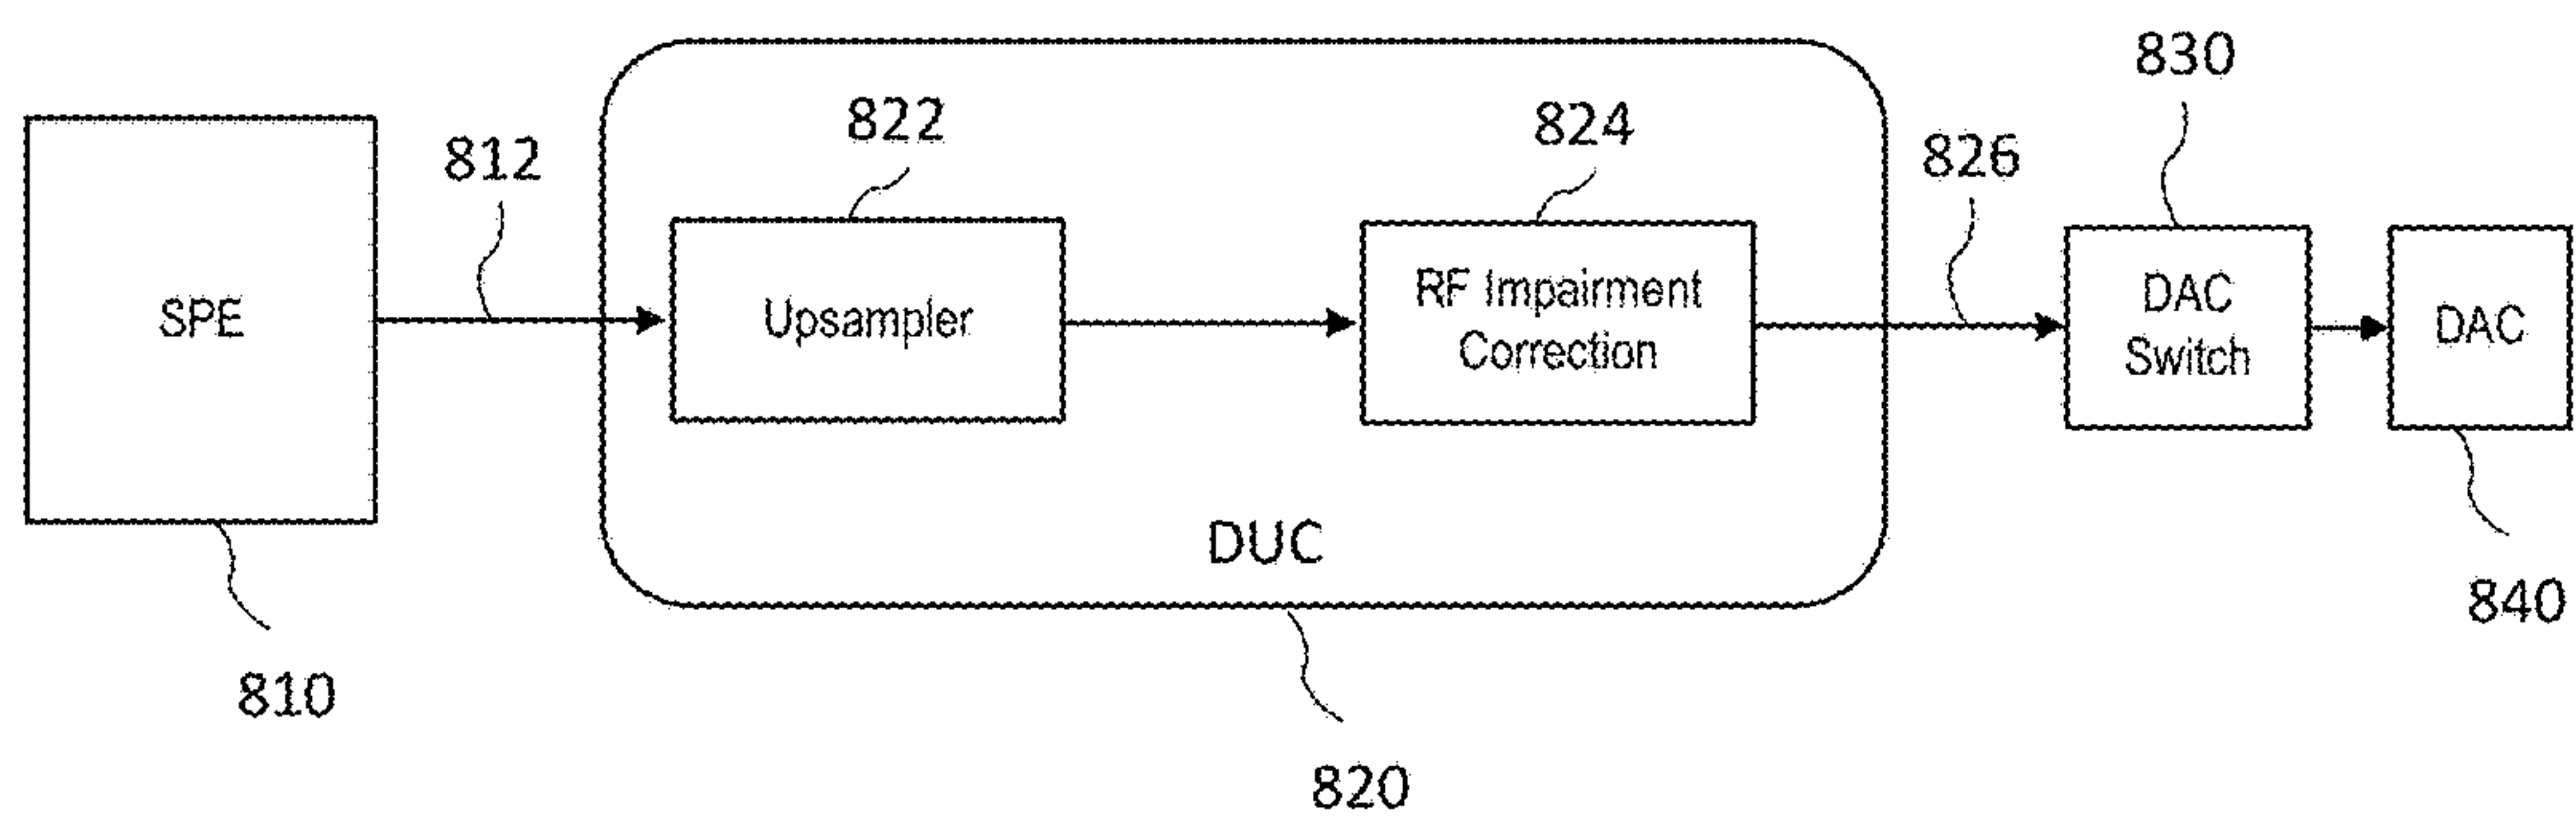 830
822
824
812
826
SPE
Upsampler
RF Impairment
Correction
DAC
Switch
DAC
DUC
840
810
820